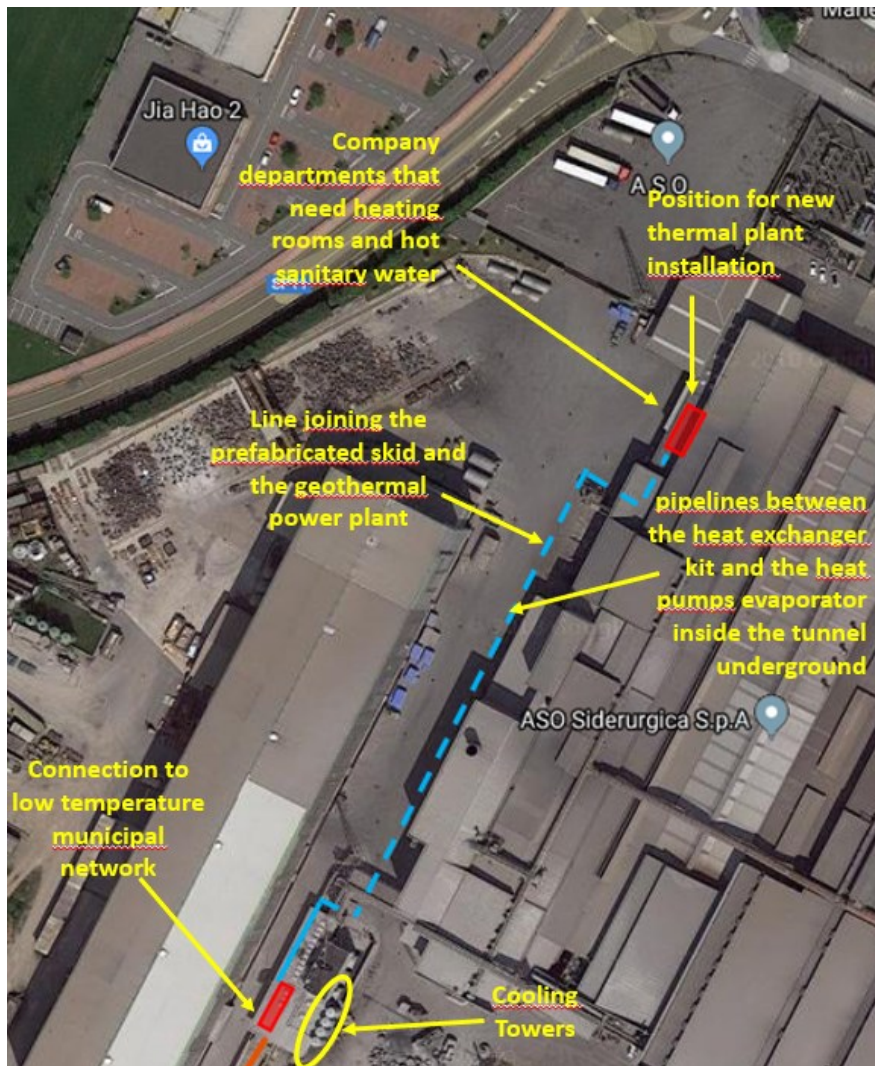 Jia Hao 2
Company
departments that
need heating
rooms and hot
sanitary water
A S O
Position for new
thermal plant
installation
Line joining the
prefabricated skid and
the geothermal
power plant
pipelines between
the heat exchanger
kit and the heat
pumps evaporator
inside the tunnel
underground
ASO Siderurgica S.p.A
Connection to
low temperature
municipal
network
Cooling
Towers